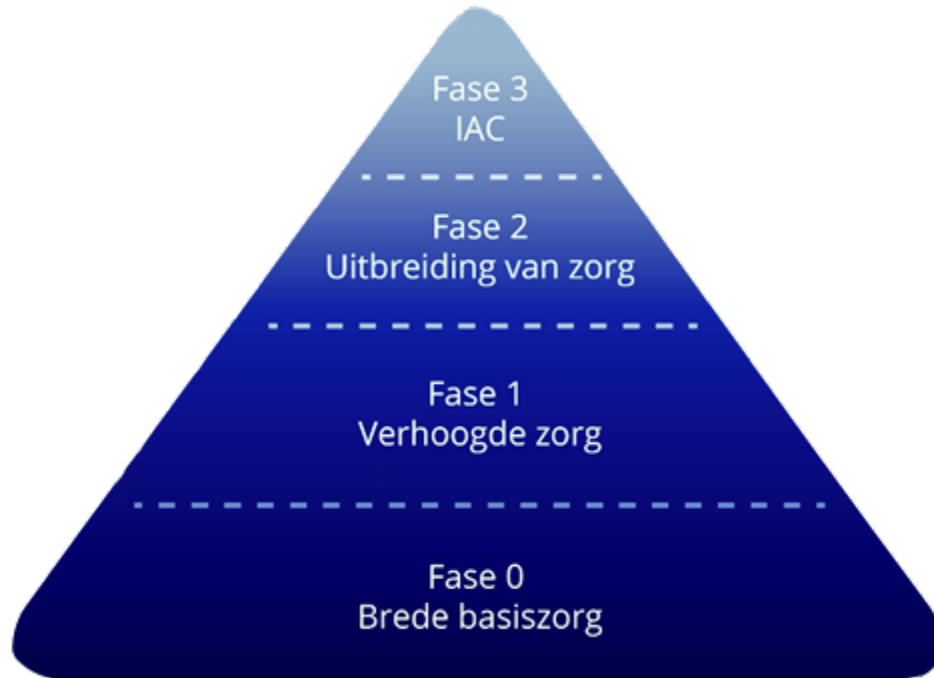 Fase 3
IAC
Fase 2
Uitbreiding van zorg
Fase 1
Verhoogde zorg
Fase 0
Brede basiszorg